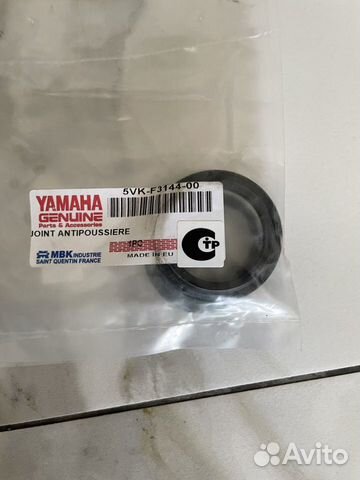 5VK-F3144-00
YAMAHA
GENUINE
Parts & Accessories
JOINT ANTIPOUSSIERE
MBK INDUSTRIE
SAINT QUENTIN FRANCE
1PC
MADE IN EU
СТР
Avito